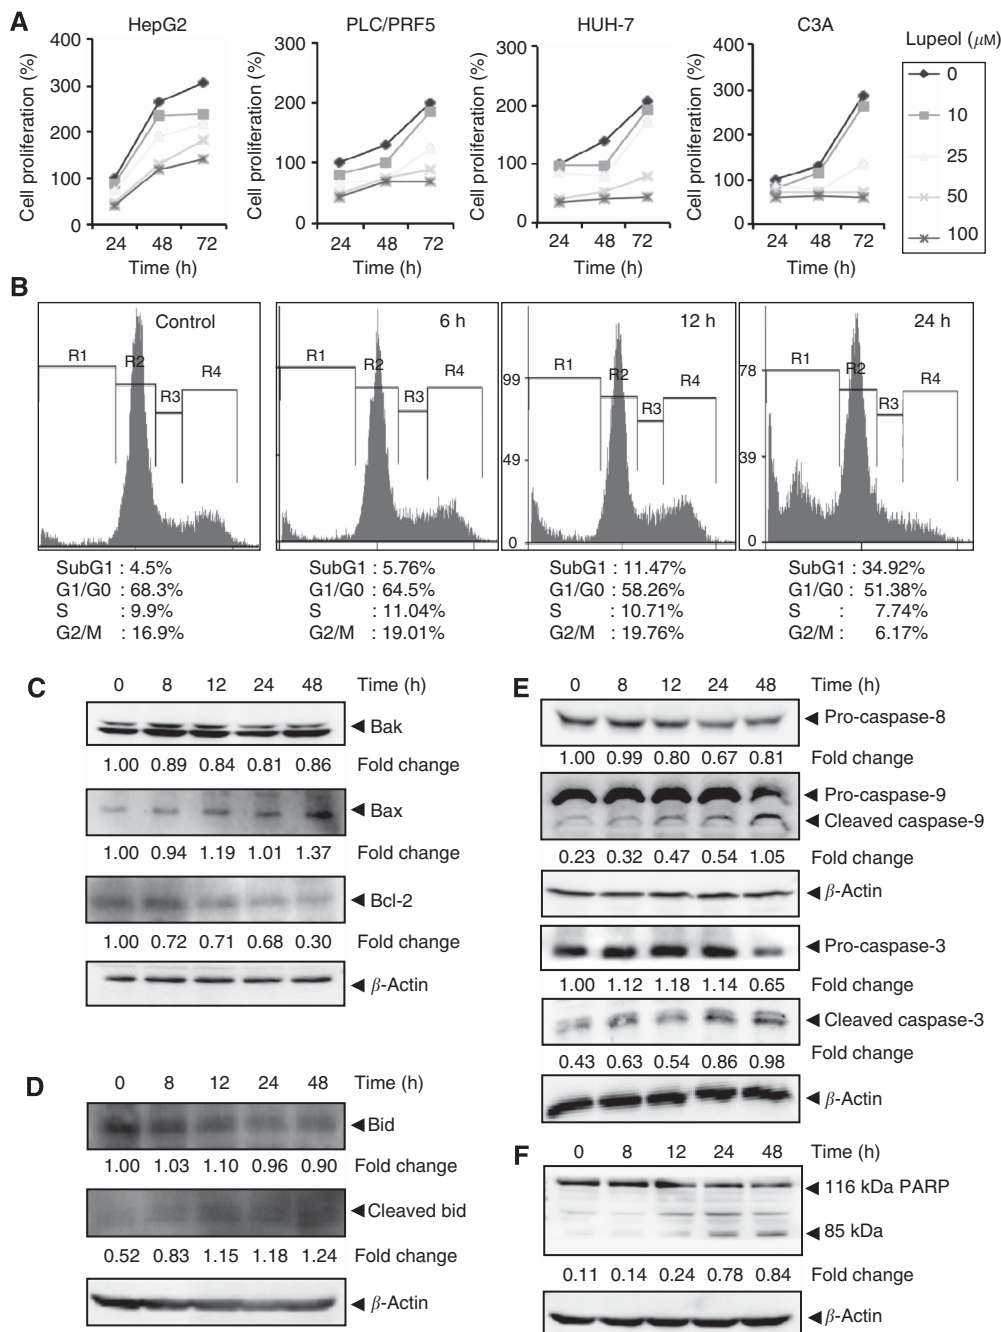 A
HepG2 PLC/PRF5 HUH-7 C3A
Lupeol (μM)
0
10
25
50
100
Cell proliferation (%)
400
300
200
100
0
24 48 72
Time (h)
Cell proliferation (%)
300
200
100
0
24 48 72
Time (h)
Cell proliferation (%)
300
200
100
0
24 48 72
Time (h)
Cell proliferation (%)
400
300
200
100
0
24 48 72
Time (h)
B
Control
R1 R2 R3 R4
SubG1 : 4.5%
G1/G0 : 68.3%
S : 9.9%
G2/M : 16.9%
6 h
R1 R2 R3 R4
SubG1 : 5.76%
G1/G0 : 64.5%
S : 11.04%
G2/M : 19.01%
12 h
R1 R2 R3 R4
99
49
0
SubG1 : 11.47%
G1/G0 : 58.26%
S : 10.71%
G2/M : 19.76%
24 h
R1 R2 R3 R4
78
39
0
SubG1 : 34.92%
G1/G0 : 51.38%
S : 7.74%
G2/M : 6.17%
C
0 8 12 24 48 Time (h)
Bak
1.00 0.89 0.84 0.81 0.86 Fold change
Bax
1.00 0.94 1.19 1.01 1.37 Fold change
Bcl-2
1.00 0.72 0.71 0.68 0.30 Fold change
β-Actin
D
0 8 12 24 48 Time (h)
Bid
1.00 1.03 1.10 0.96 0.90 Fold change
Cleaved bid
0.52 0.83 1.15 1.18 1.24 Fold change
β-Actin
E
0 8 12 24 48 Time (h)
Pro-caspase-8
1.00 0.99 0.80 0.67 0.81 Fold change
Pro-caspase-9
Cleaved caspase-9
0.23 0.32 0.47 0.54 1.05 Fold change
β-Actin
Pro-caspase-3
1.00 1.12 1.18 1.14 0.65 Fold change
Cleaved caspase-3
0.43 0.63 0.54 0.86 0.98 Fold change
β-Actin
F
0 8 12 24 48 Time (h)
116 kDa PARP
85 kDa
0.11 0.14 0.24 0.78 0.84 Fold change
β-Actin